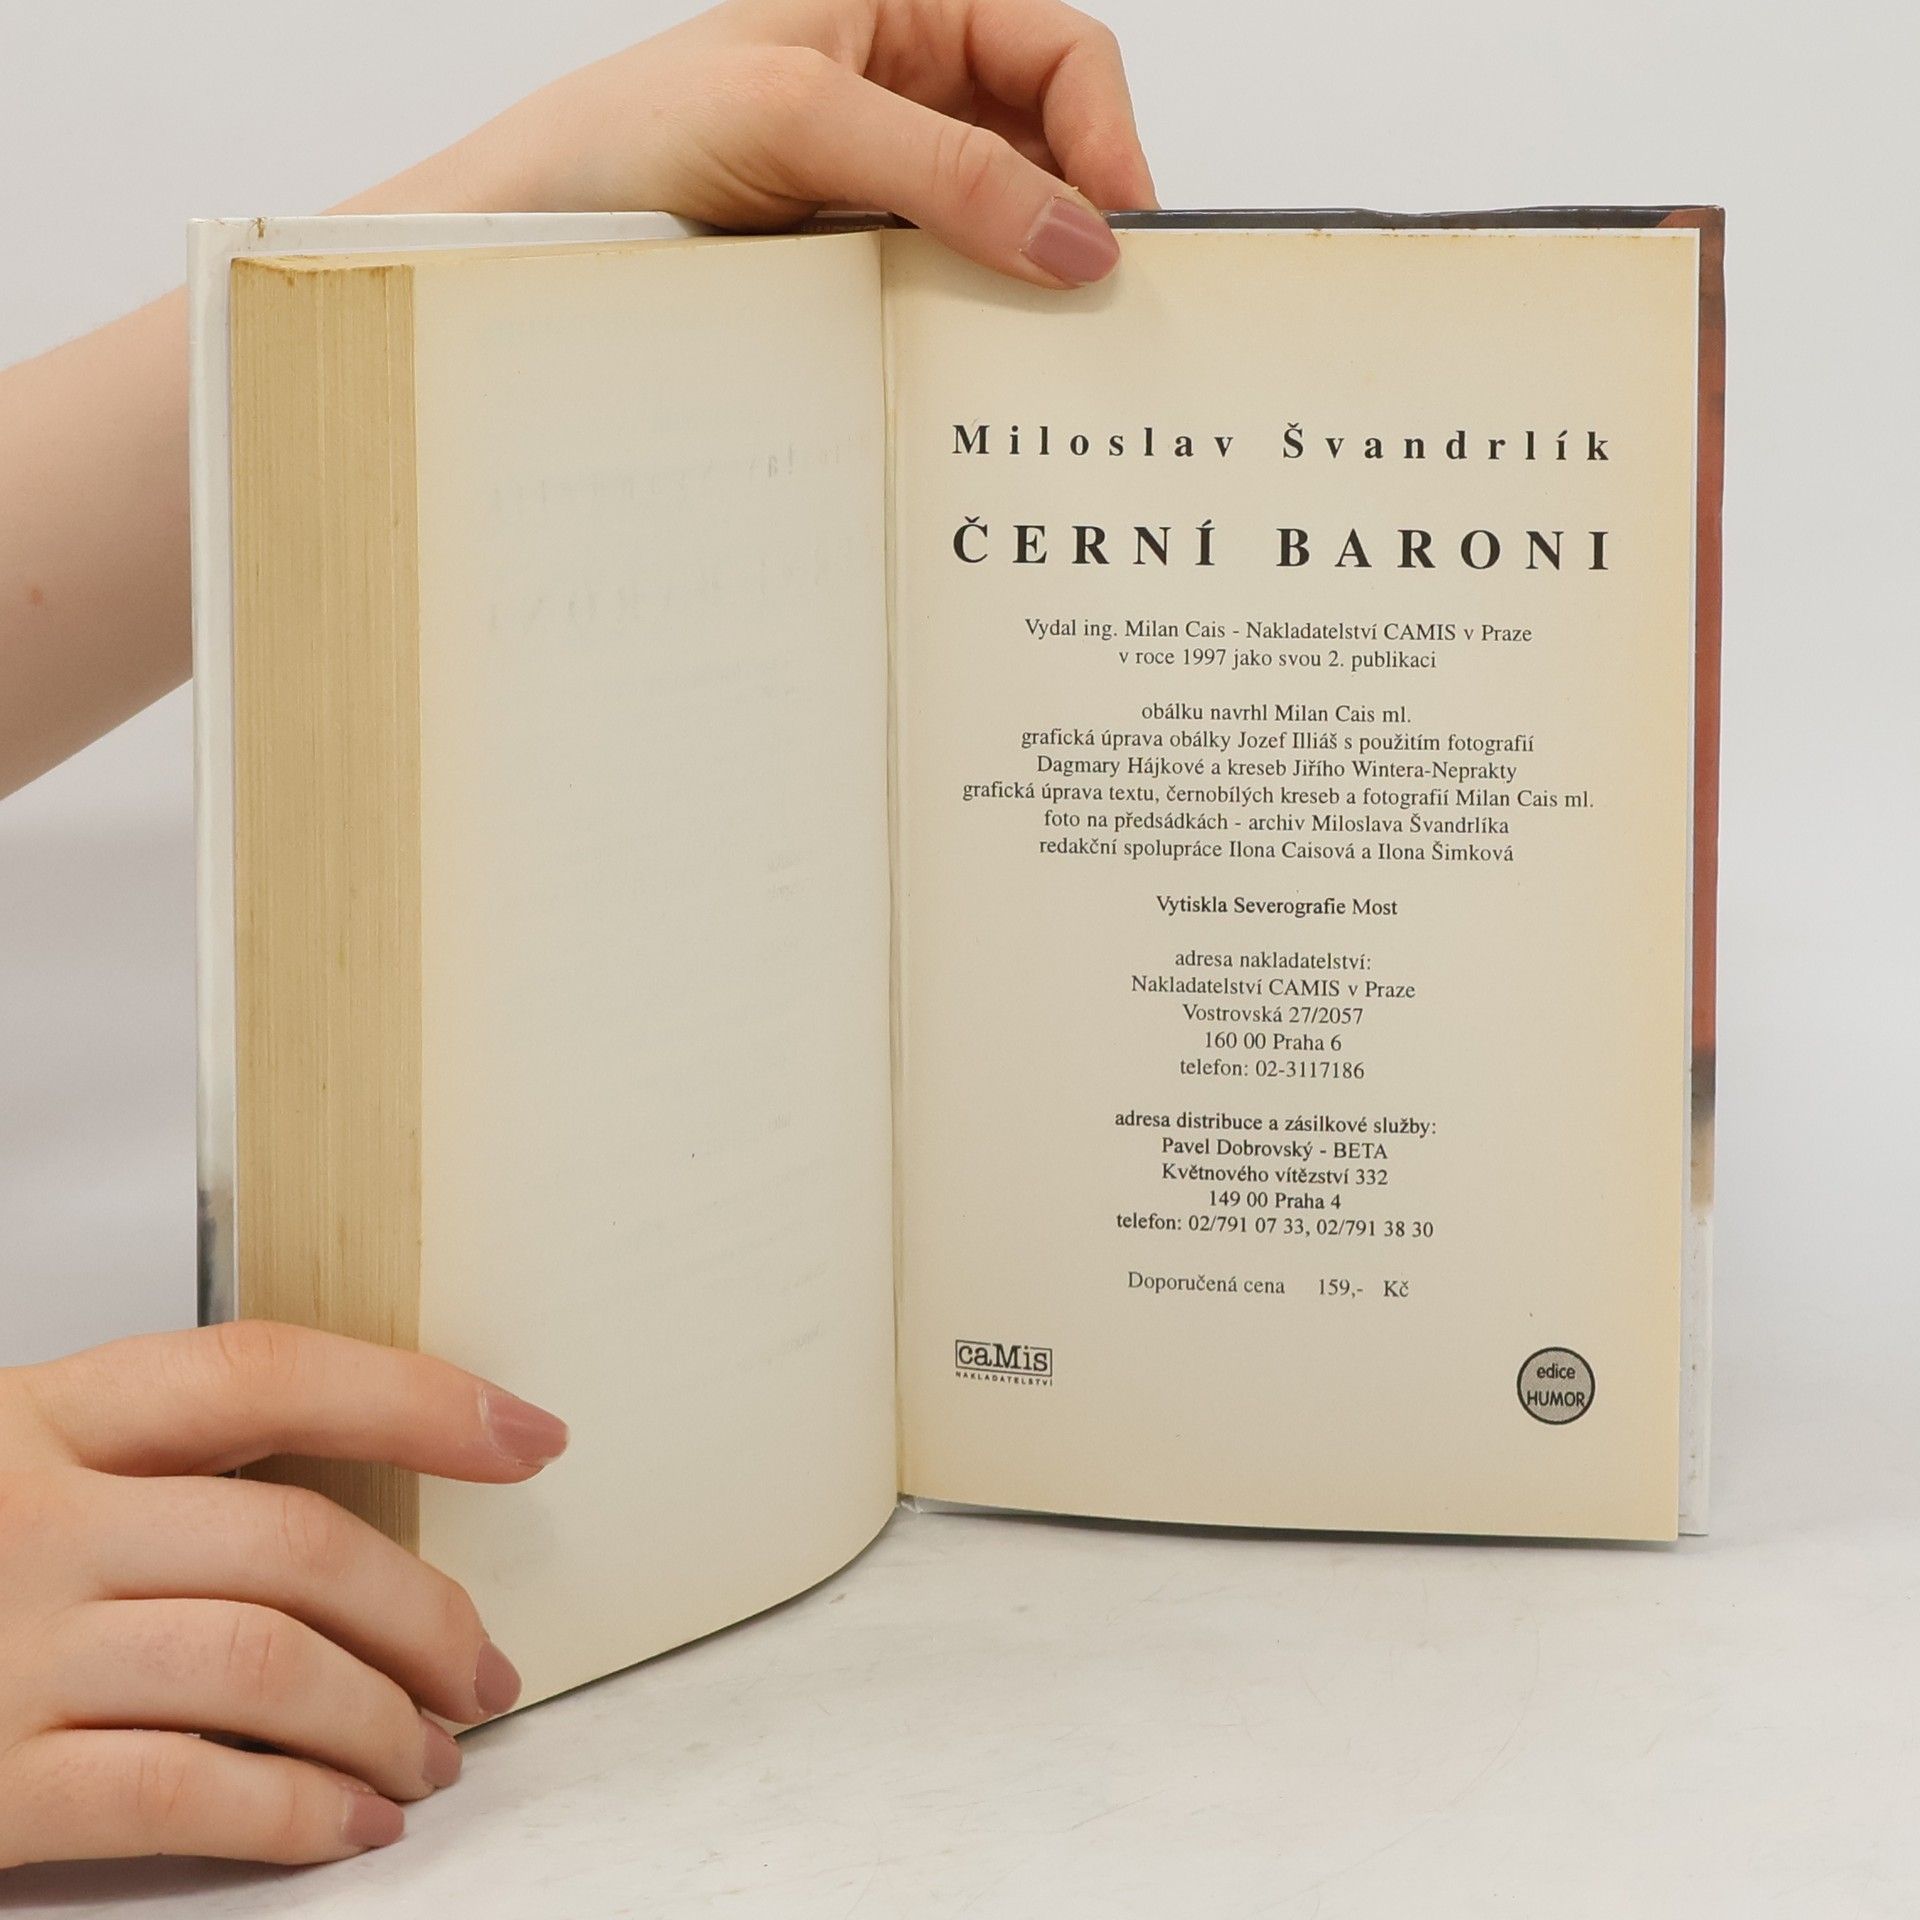 Miloslav Švandrlík
ČERNÍ BARONI
Vydal ing. Milan Cais - Nakladatelství CAMIS v Praze
v roce 1997 jako svou 2. publikaci
obálku navrhl Milan Cais ml.
grafická úprava obálky Jozef Illiáš s použitím fotografií
Dagmary Hájkové a kreseb Jiřího Wintera-Neprakty
grafická úprava textu, černobílých kreseb a fotografií Milan Cais ml.
foto na předsádkách - archiv Miloslava Švandrlíka
redakční spolupráce Ilona Caisová a Ilona Šimková
Vytiskla Severografie Most
adresa nakladatelství:
Nakladatelství CAMIS v Praze
Vostrovská 27/2057
160 00 Praha 6
telefon: 02-3117186
adresa distribuce a zásilkové služby:
Pavel Dobrovský - BETA
Květnového vítězství 332
149 00 Praha 4
telefon: 02/791 07 33, 02/791 38 30
Doporučená cena 159,- Kč
caMis
NAKLADATELSTVÍ
edice
HUMOR